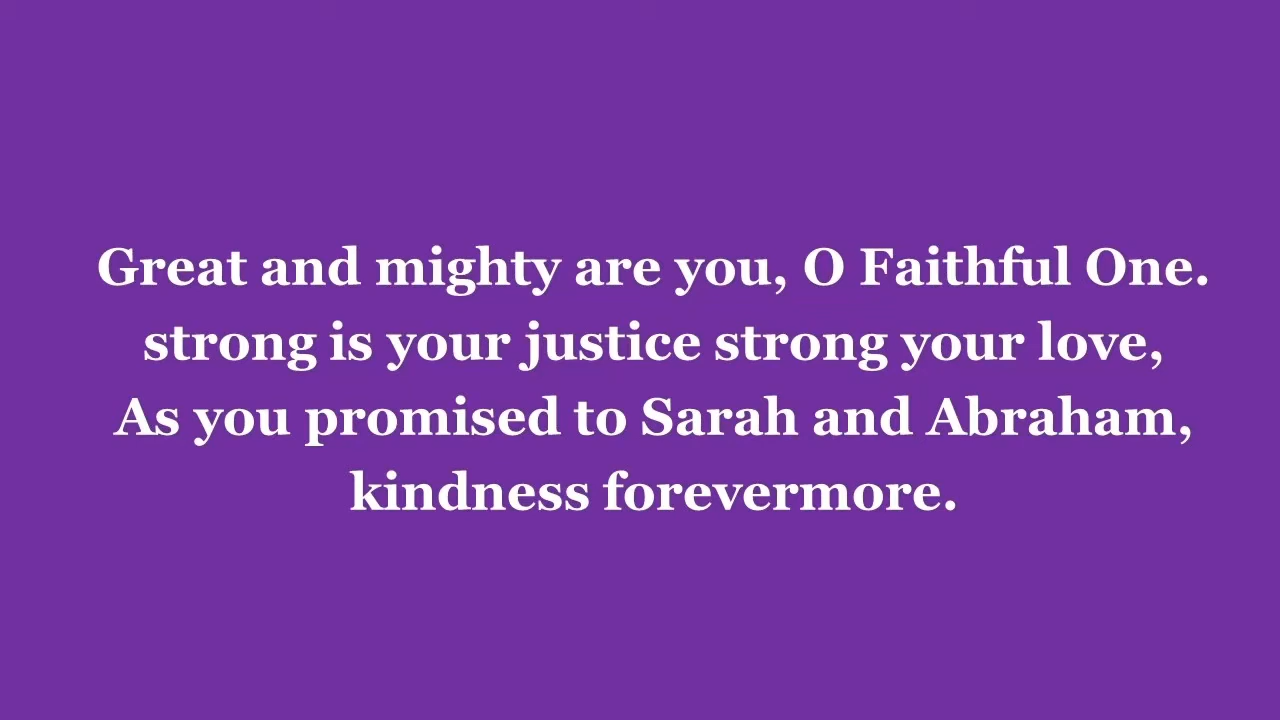 Great and mighty are you, O Faithful One.
strong is your justice strong your love,
As you promised to Sarah and Abraham,
kindness forevermore.